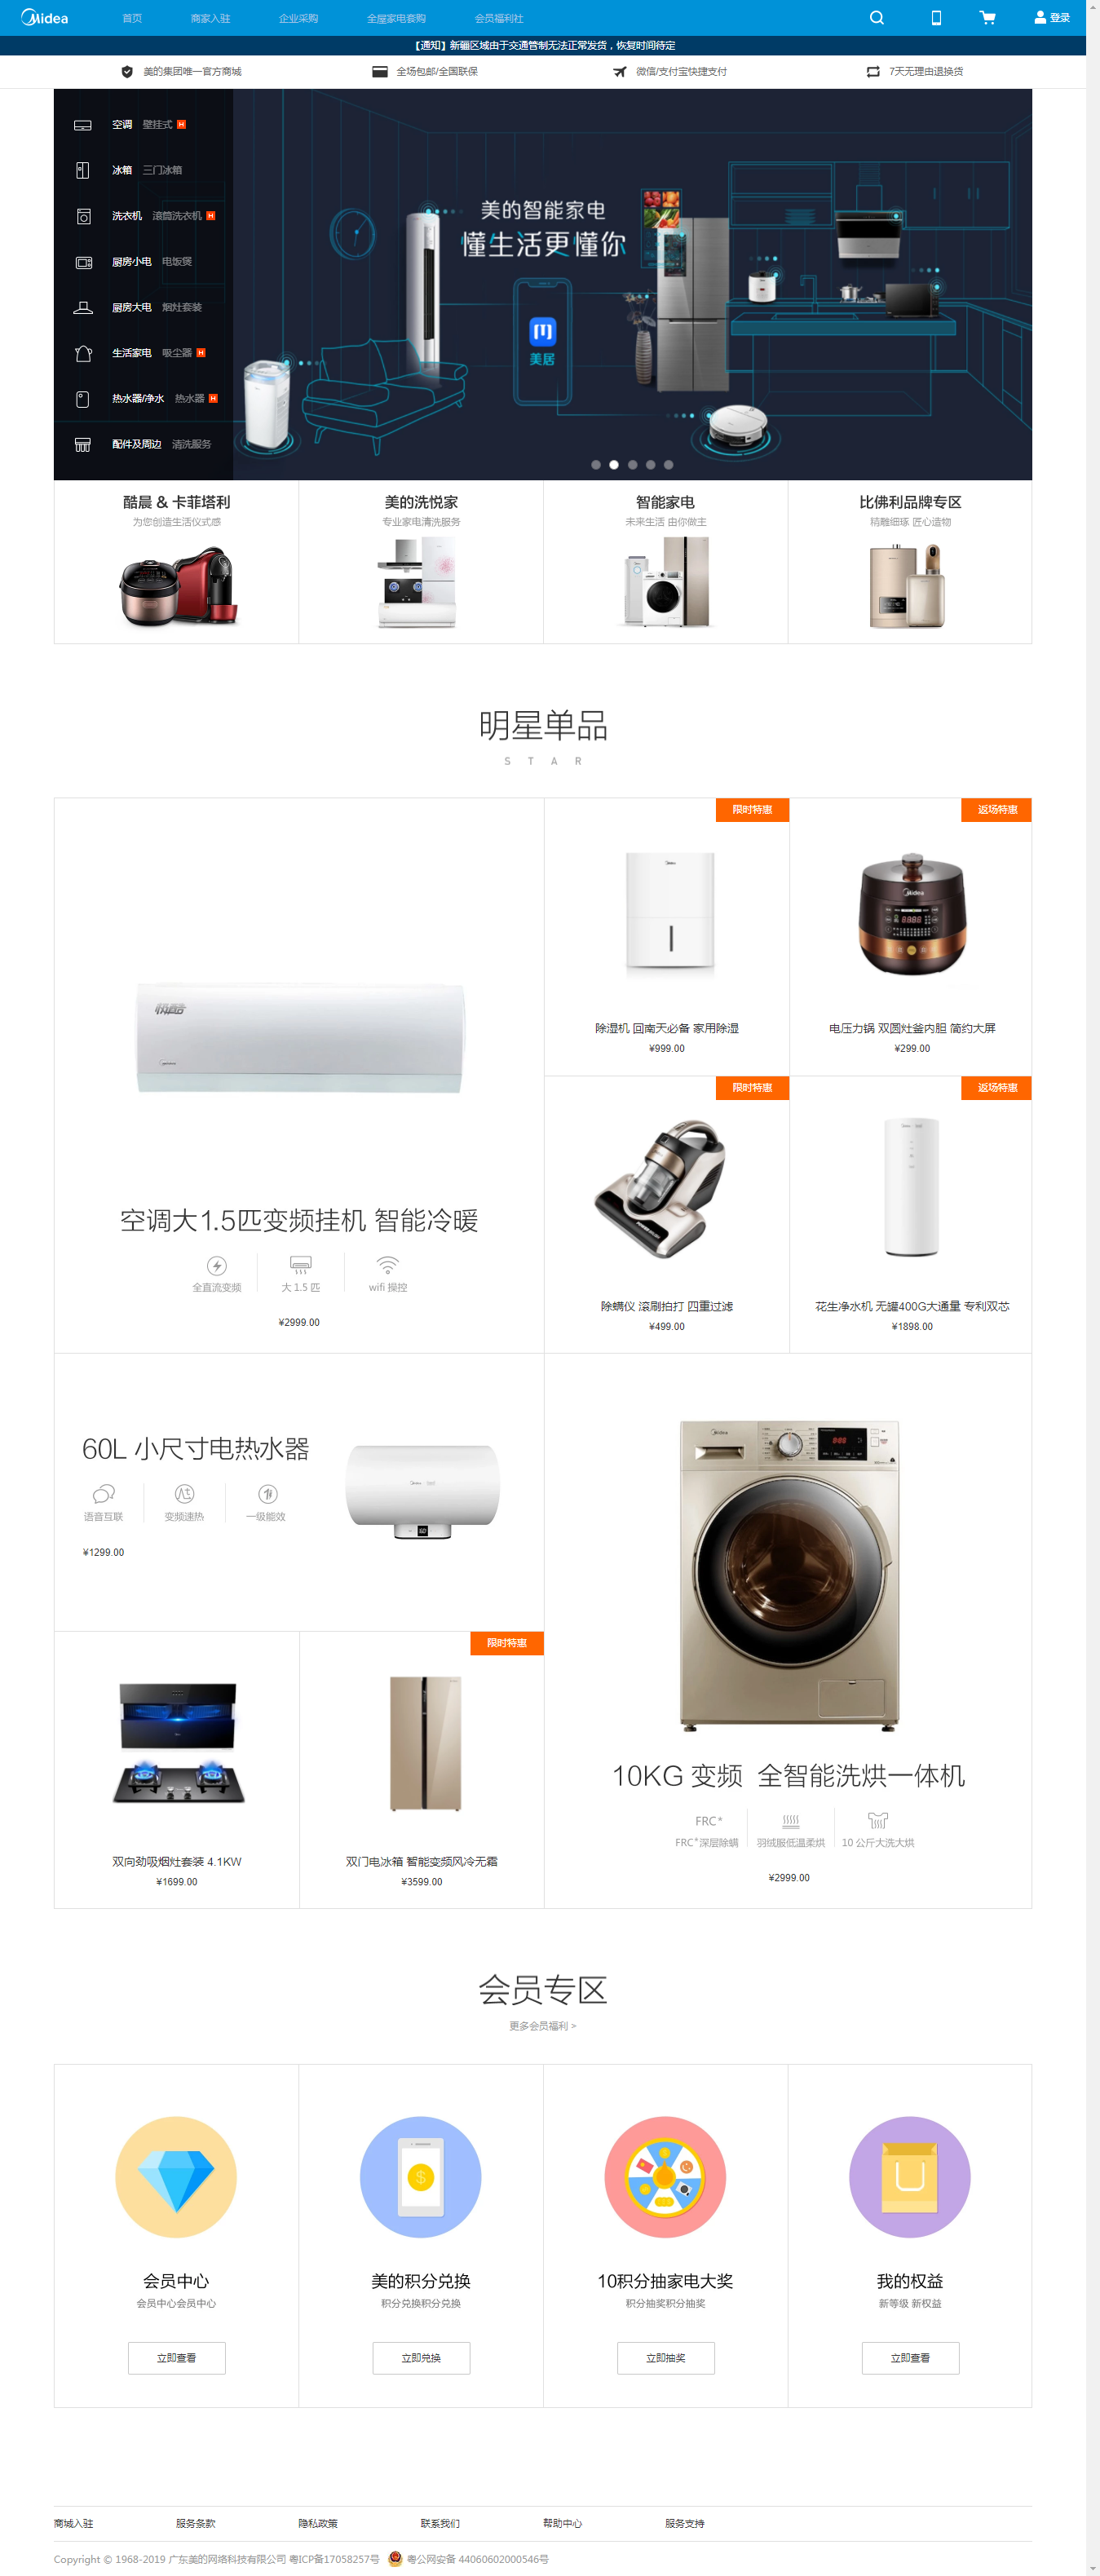 Midea 首页 商家入驻 企业采购 全屋家电套购 会员福利社 登录
【通知】新疆区域由于交通管制无法正常发货，恢复时间待定
美的集团唯一官方商城 全场包邮/全国联保 微信/支付宝快捷支付 7天无理由退换货
空调 壁挂式 H
冰箱 三门冰箱
洗衣机 滚筒洗衣机 H
厨房小电 电饭煲
厨房大电 烟灶套装
生活家电 吸尘器 H
热水器/净水 热水器 H
配件及周边 清洗服务
美的智能家电
懂生活更懂你
美居
酷晨 & 卡菲塔利
为您创造生活仪式感
美的洗悦家
专业家电清洗服务
智能家电
未来生活 由你做主
比佛利品牌专区
精雕细琢 匠心造物
明星单品
STAR
悦酷
Midea
空调大1.5匹变频挂机 智能冷暖
全直流变频 大 1.5 匹 wifi 操控
¥2999.00
限时特惠
Midea
除湿机 回南天必备 家用除湿
¥999.00
返场特惠
Midea
电压力锅 双圆灶釜内胆 简约大屏
¥299.00
限时特惠
除螨仪 滚刷拍打 四重过滤
¥499.00
返场特惠
花生净水机 无罐400G大通量 专利双芯
¥1898.00
60L 小尺寸电热水器
语音互联 变频速热 一级能效
¥1299.00
Midea
10KG 变频 全智能洗烘一体机
FRC*
FRC*深层除螨 羽绒服低温柔烘 10 公斤大洗大烘
¥2999.00
双向劲吸烟灶套装 4.1KW
¥1699.00
限时特惠
双门电冰箱 智能变频风冷无霜
¥3599.00
会员专区
更多会员福利 >
会员中心
会员中心会员中心
立即查看
美的积分兑换
积分兑换积分兑换
立即兑换
10积分抽家电大奖
积分抽奖积分抽奖
立即抽奖
我的权益
新等级 新权益
立即查看
商城入驻 服务条款 隐私政策 联系我们 帮助中心 服务支持
Copyright © 1968-2019 广东美的网络科技有限公司 粤ICP备17058257号 粤公网安备 44060602000546号